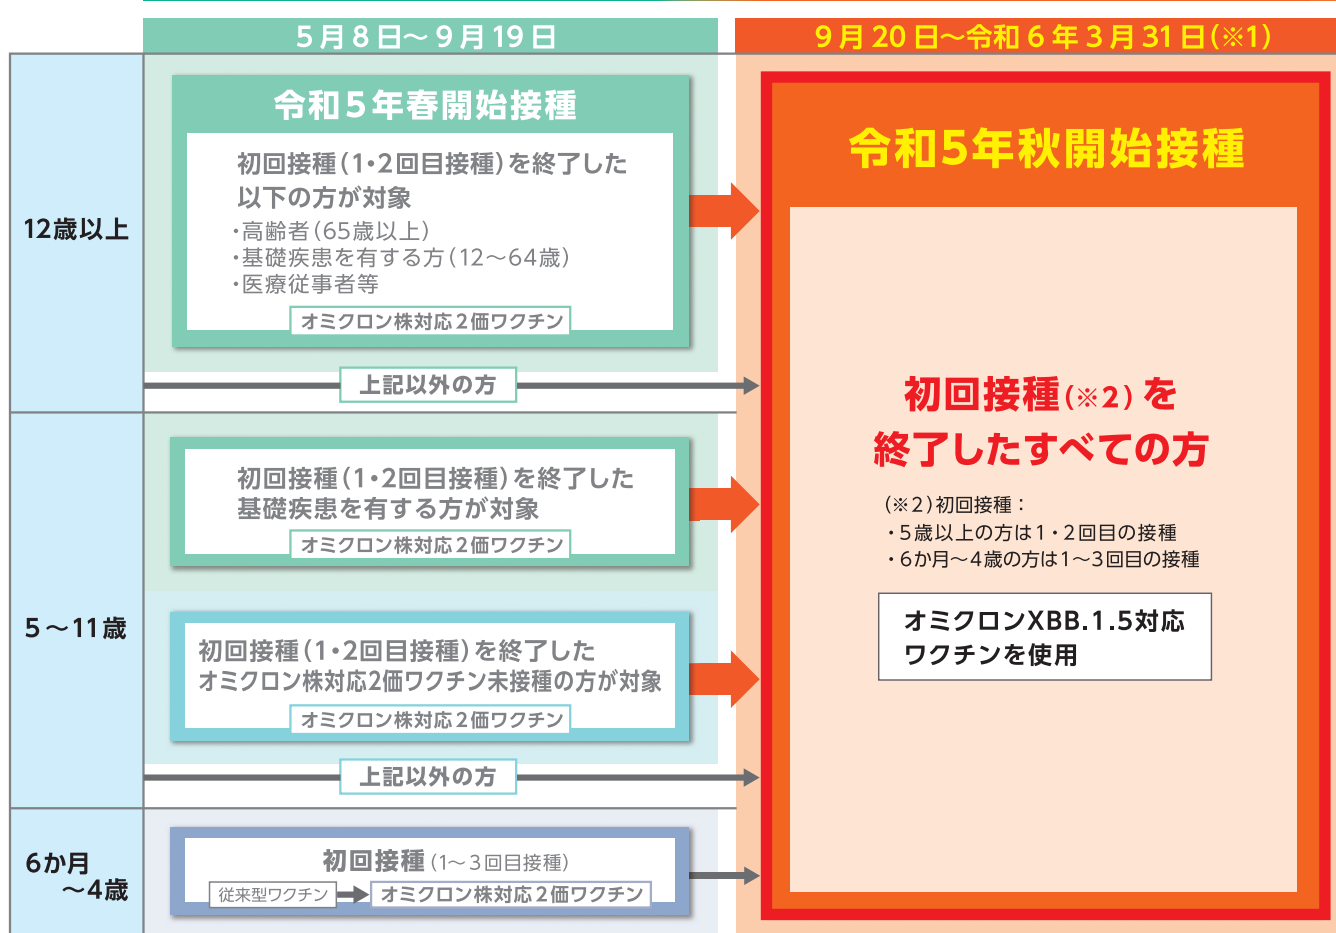 5月8日～9月19日
9月20日～令和6年3月31日(※1)
12歳以上
令和5年春開始接種
初回接種(1・2回目接種)を終了した
以下の方が対象
・高齢者(65歳以上)
・基礎疾患を有する方(12～64歳)
・医療従事者等
オミクロン株対応2価ワクチン
上記以外の方
5～11歳
初回接種(1・2回目接種)を終了した
基礎疾患を有する方が対象
オミクロン株対応2価ワクチン
初回接種(1・2回目接種)を終了した
オミクロン株対応2価ワクチン未接種の方が対象
オミクロン株対応2価ワクチン
上記以外の方
6か月
～4歳
初回接種(1～3回目接種)
従来型ワクチン
オミクロン株対応2価ワクチン
令和5年秋開始接種
初回接種(※2)を
終了したすべての方
(※2)初回接種：
・5歳以上の方は1・2回目の接種
・6か月～4歳の方は1～3回目の接種
オミクロンXBB.1.5対応
ワクチンを使用